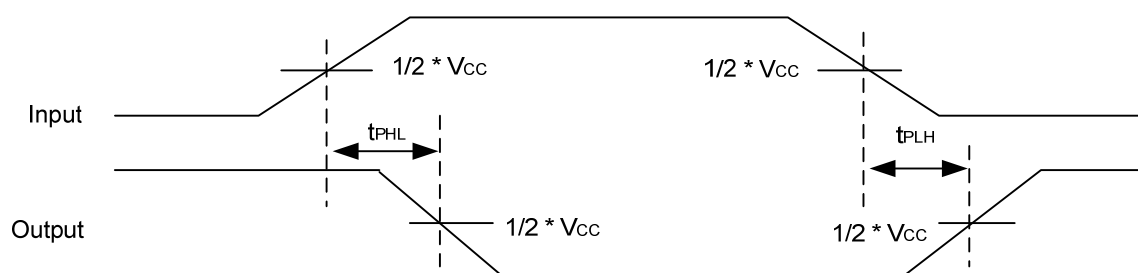 1/2 * VCC
1/2 * VCC
Input
tPHL
tPLH
Output
1/2 * VCC
1/2 * VCC